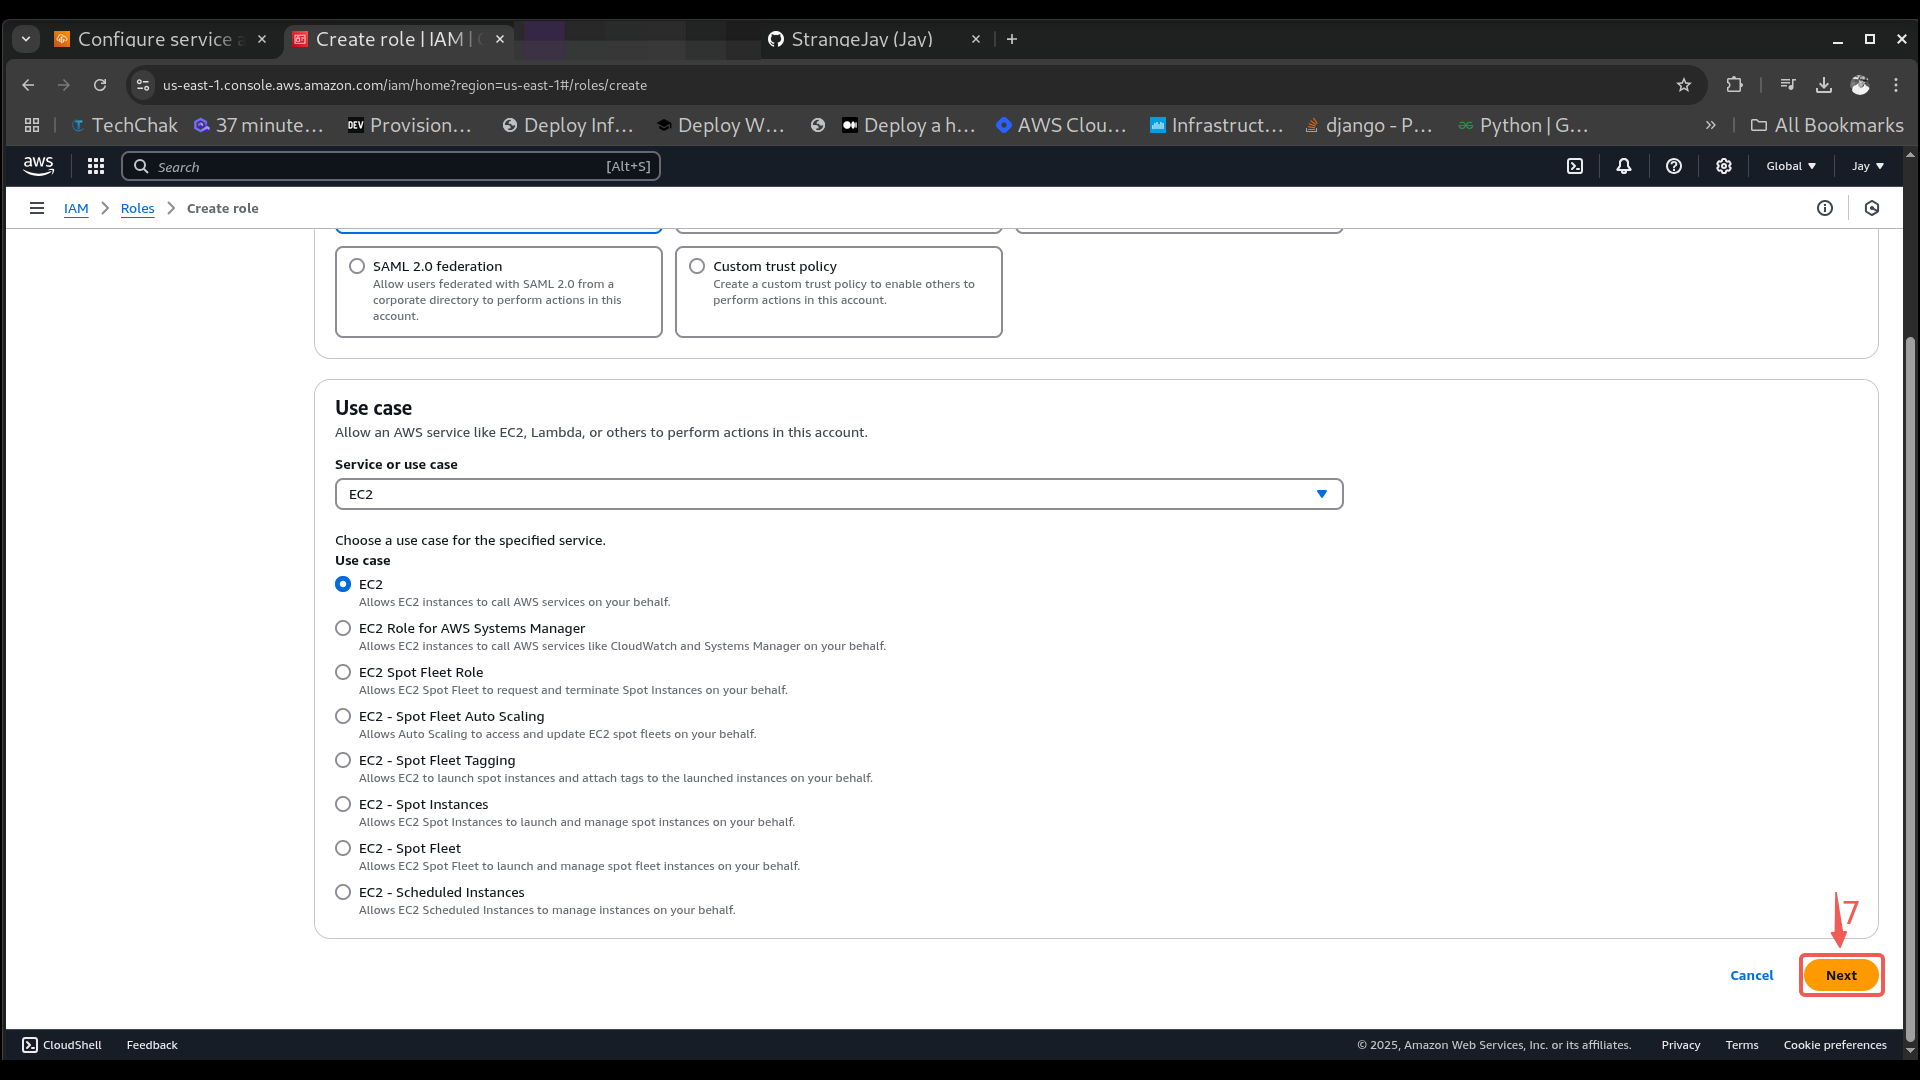 Configure service a
Create role | IAM |
StrangeJay (Jay)
us-east-1.console.aws.amazon.com/iam/home?region=us-east-1#/roles/create
TechChak
37 minute...
DEV Provision...
Deploy Inf...
Deploy W...
Deploy a h...
AWS Clou...
Infrastruct...
django - P...
Python | G...
All Bookmarks
aws
Search
[Alt+S]
Global
Jay
IAM
Roles
Create role
SAML 2.0 federation
Allow users federated with SAML 2.0 from a
corporate directory to perform actions in this
account.
Custom trust policy
Create a custom trust policy to enable others to
perform actions in this account.
Use case
Allow an AWS service like EC2, Lambda, or others to perform actions in this account.
Service or use case
EC2
Choose a use case for the specified service.
Use case
EC2
Allows EC2 instances to call AWS services on your behalf.
EC2 Role for AWS Systems Manager
Allows EC2 instances to call AWS services like CloudWatch and Systems Manager on your behalf.
EC2 Spot Fleet Role
Allows EC2 Spot Fleet to request and terminate Spot Instances on your behalf.
EC2 - Spot Fleet Auto Scaling
Allows Auto Scaling to access and update EC2 spot fleets on your behalf.
EC2 - Spot Fleet Tagging
Allows EC2 to launch spot instances and attach tags to the launched instances on your behalf.
EC2 - Spot Instances
Allows EC2 Spot Instances to launch and manage spot instances on your behalf.
EC2 - Spot Fleet
Allows EC2 Spot Fleet to launch and manage spot fleet instances on your behalf.
EC2 - Scheduled Instances
Allows EC2 Scheduled Instances to manage instances on your behalf.
7
Cancel
Next
CloudShell
Feedback
© 2025, Amazon Web Services, Inc. or its affiliates.
Privacy
Terms
Cookie preferences